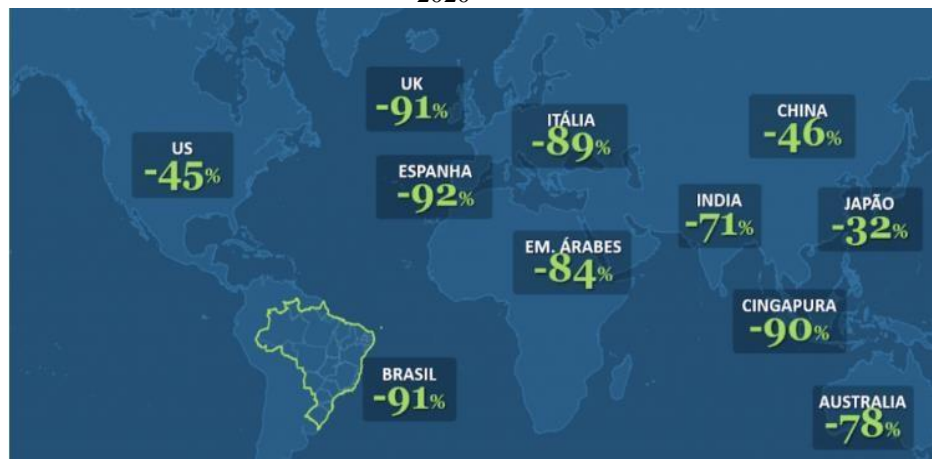 2020
UK
-91%
ITÁLIA
-89%
CHINA
-46%
US
-45%
ESPANHA
-92%
INDIA
-71%
JAPÃO
-32%
EM. ÁRABES
-84%
CINGAPURA
-90%
BRASIL
-91%
AUSTRALIA
-78%